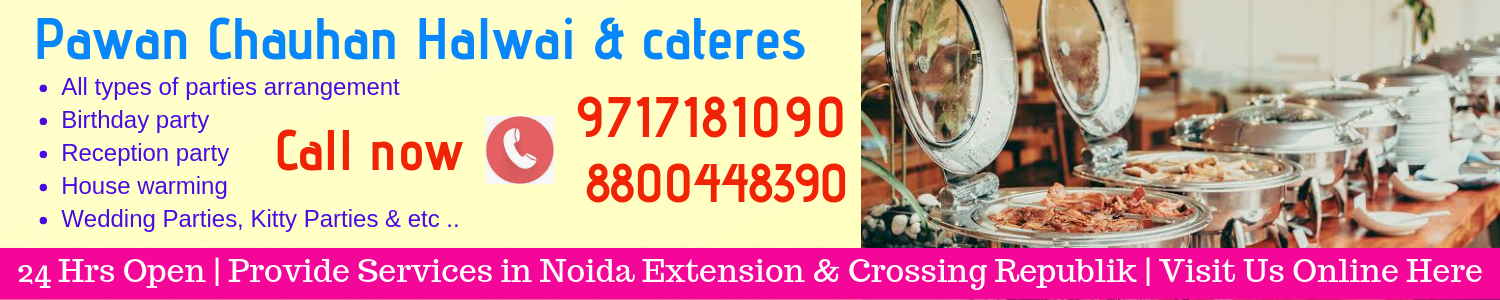 Pawan Chauhan Halwai & cateres
All types of parties arrangement
Birthday party
Reception party
House warming
Wedding Parties, Kitty Parties & etc ..
Call now
9717181090
8800448390
24 Hrs Open | Provide Services in Noida Extension & Crossing Republik | Visit Us Online Here